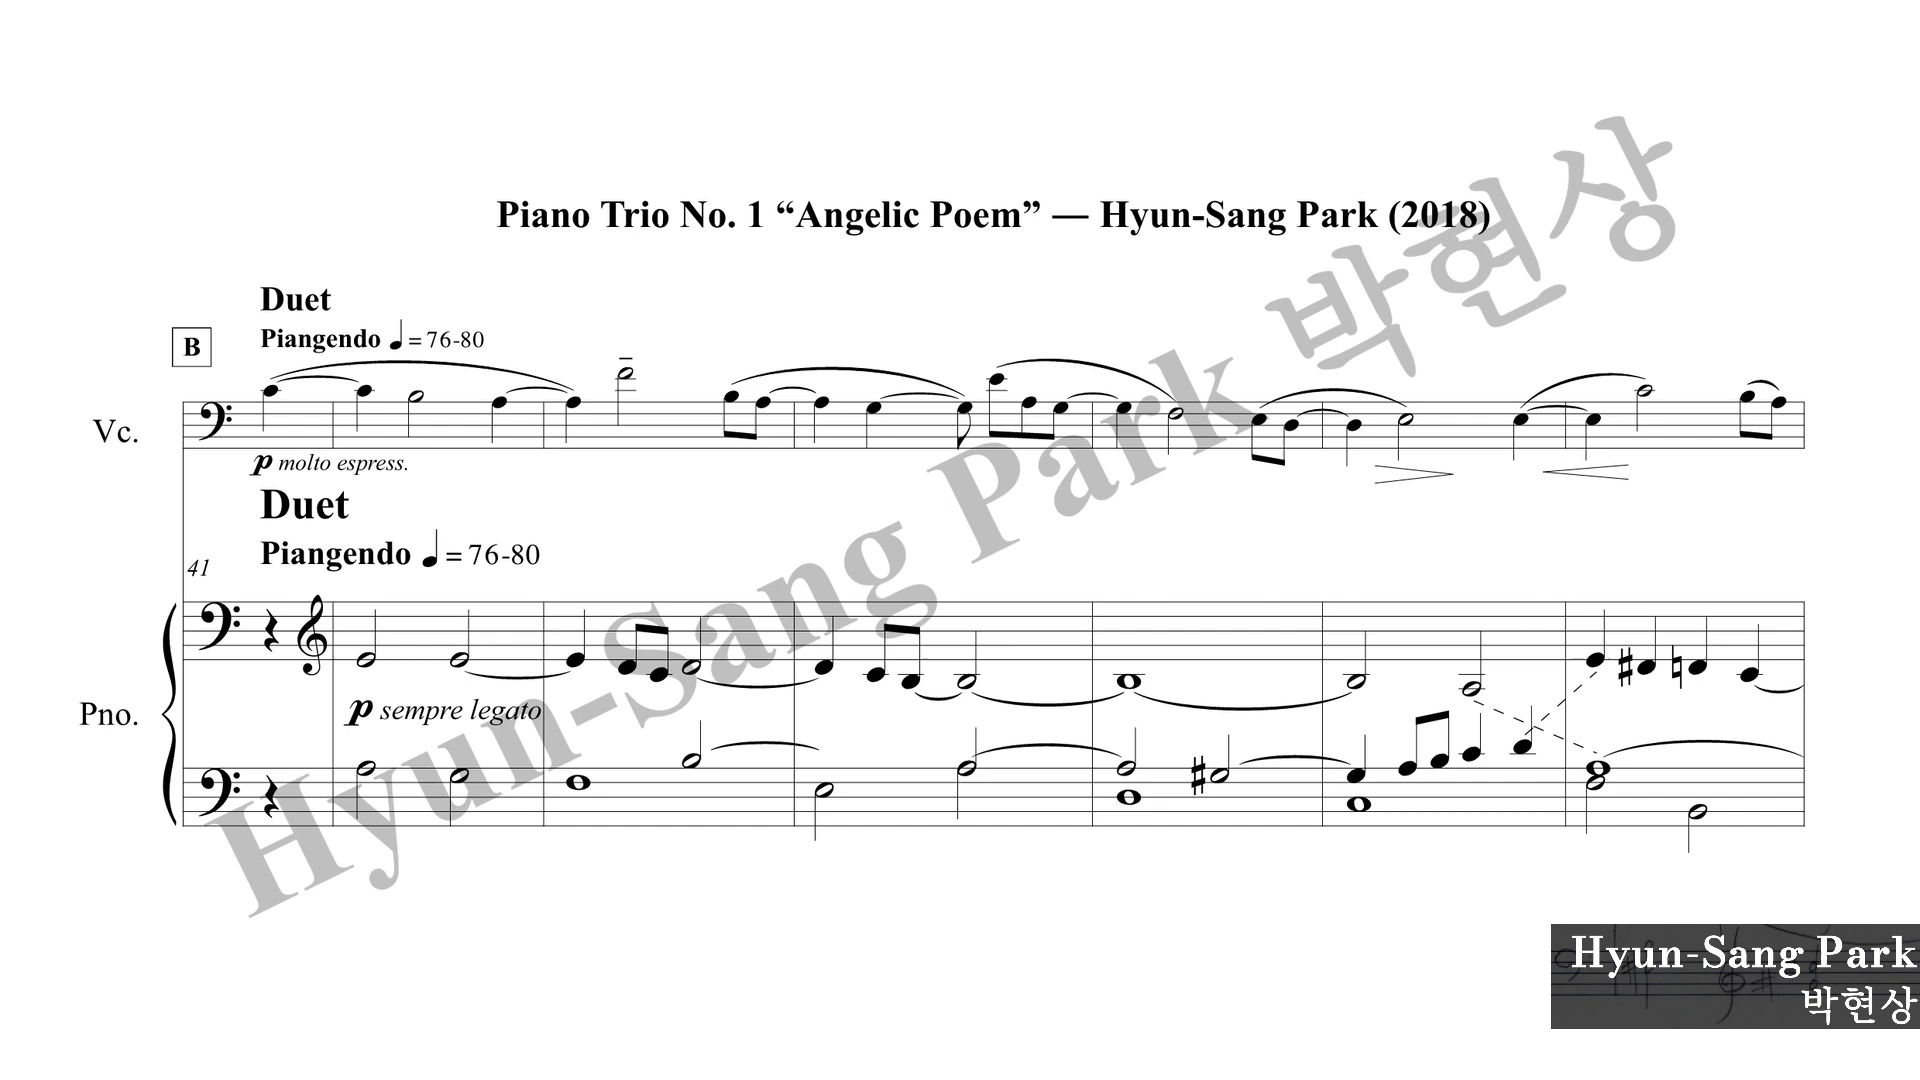 Piano Trio No. 1 “Angelic Poem” — Hyun-Sang Park (2018)
Hyun-Sang Park 박현상
Duet
B
Piangendo ♩ = 76-80
Vc.
p molto espress.
Duet
Piangendo ♩ = 76-80
41
Pno.
p sempre legato
Hyun-Sang Park
박현상